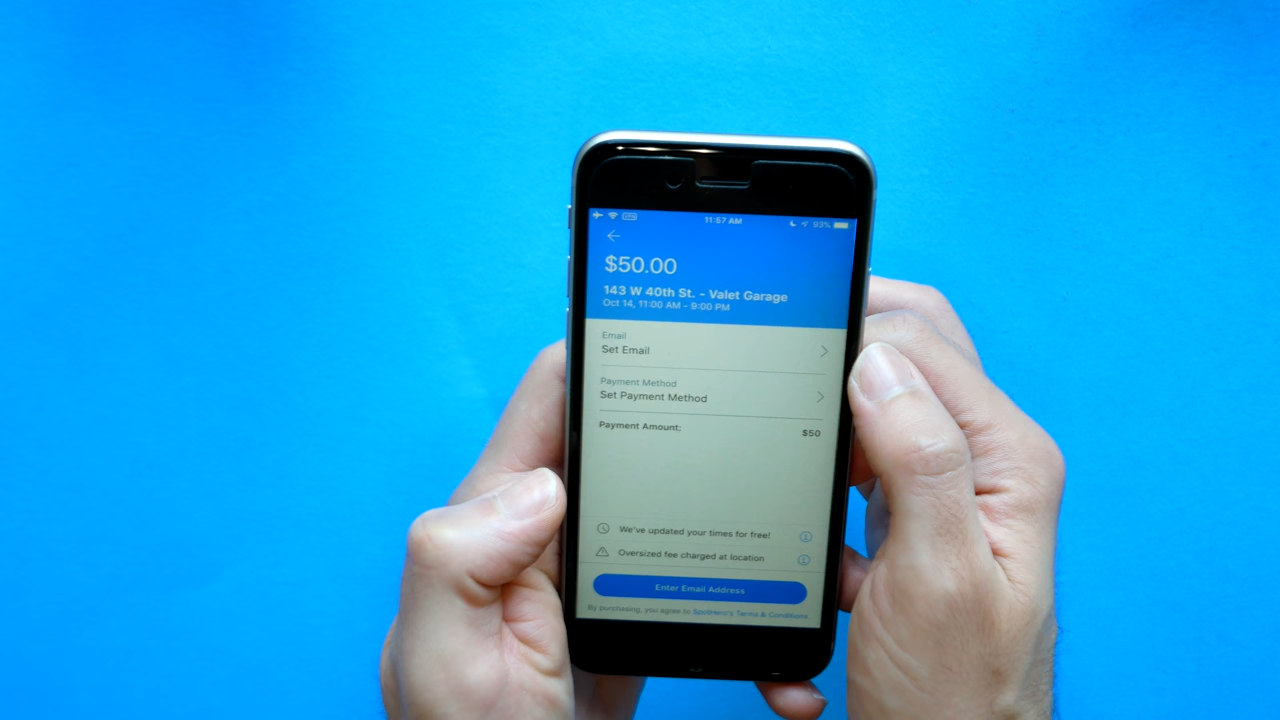 VPN
11:57 AM
93%
$50.00
143 W 40th St. - Valet Garage
Oct 14, 11:00 AM - 9:00 PM
Email
Set Email
Payment Method
Set Payment Method
Payment Amount: $50
We've updated your times for free!
Oversized fee charged at location
Enter Email Address
By purchasing, you agree to SpotHero's Terms & Conditions.